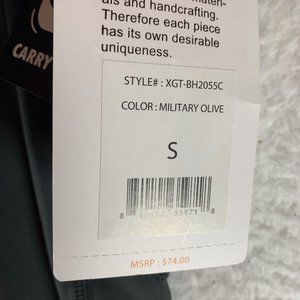 als and handcrafting.
Therefore each piece
has its own desirable
uniqueness.
CARRY
STYLE# : XGT-BH2055C
COLOR : MILITARY OLIVE
S
MSRP : $74.00